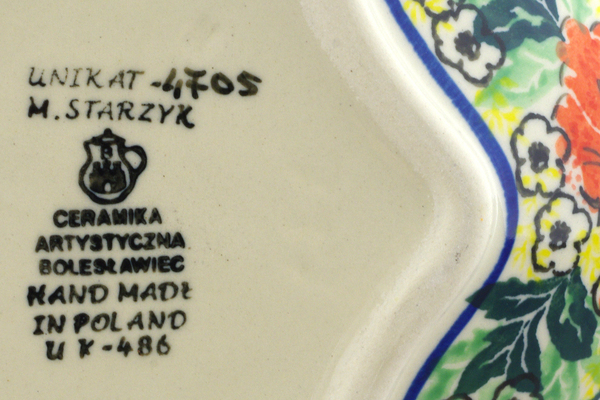 UNIKAT-4705
M. STARZYK
CERAMIKA
ARTYSTYCZNA
BOLESŁAWIEC
HAND MADE
IN POLAND
U K-486